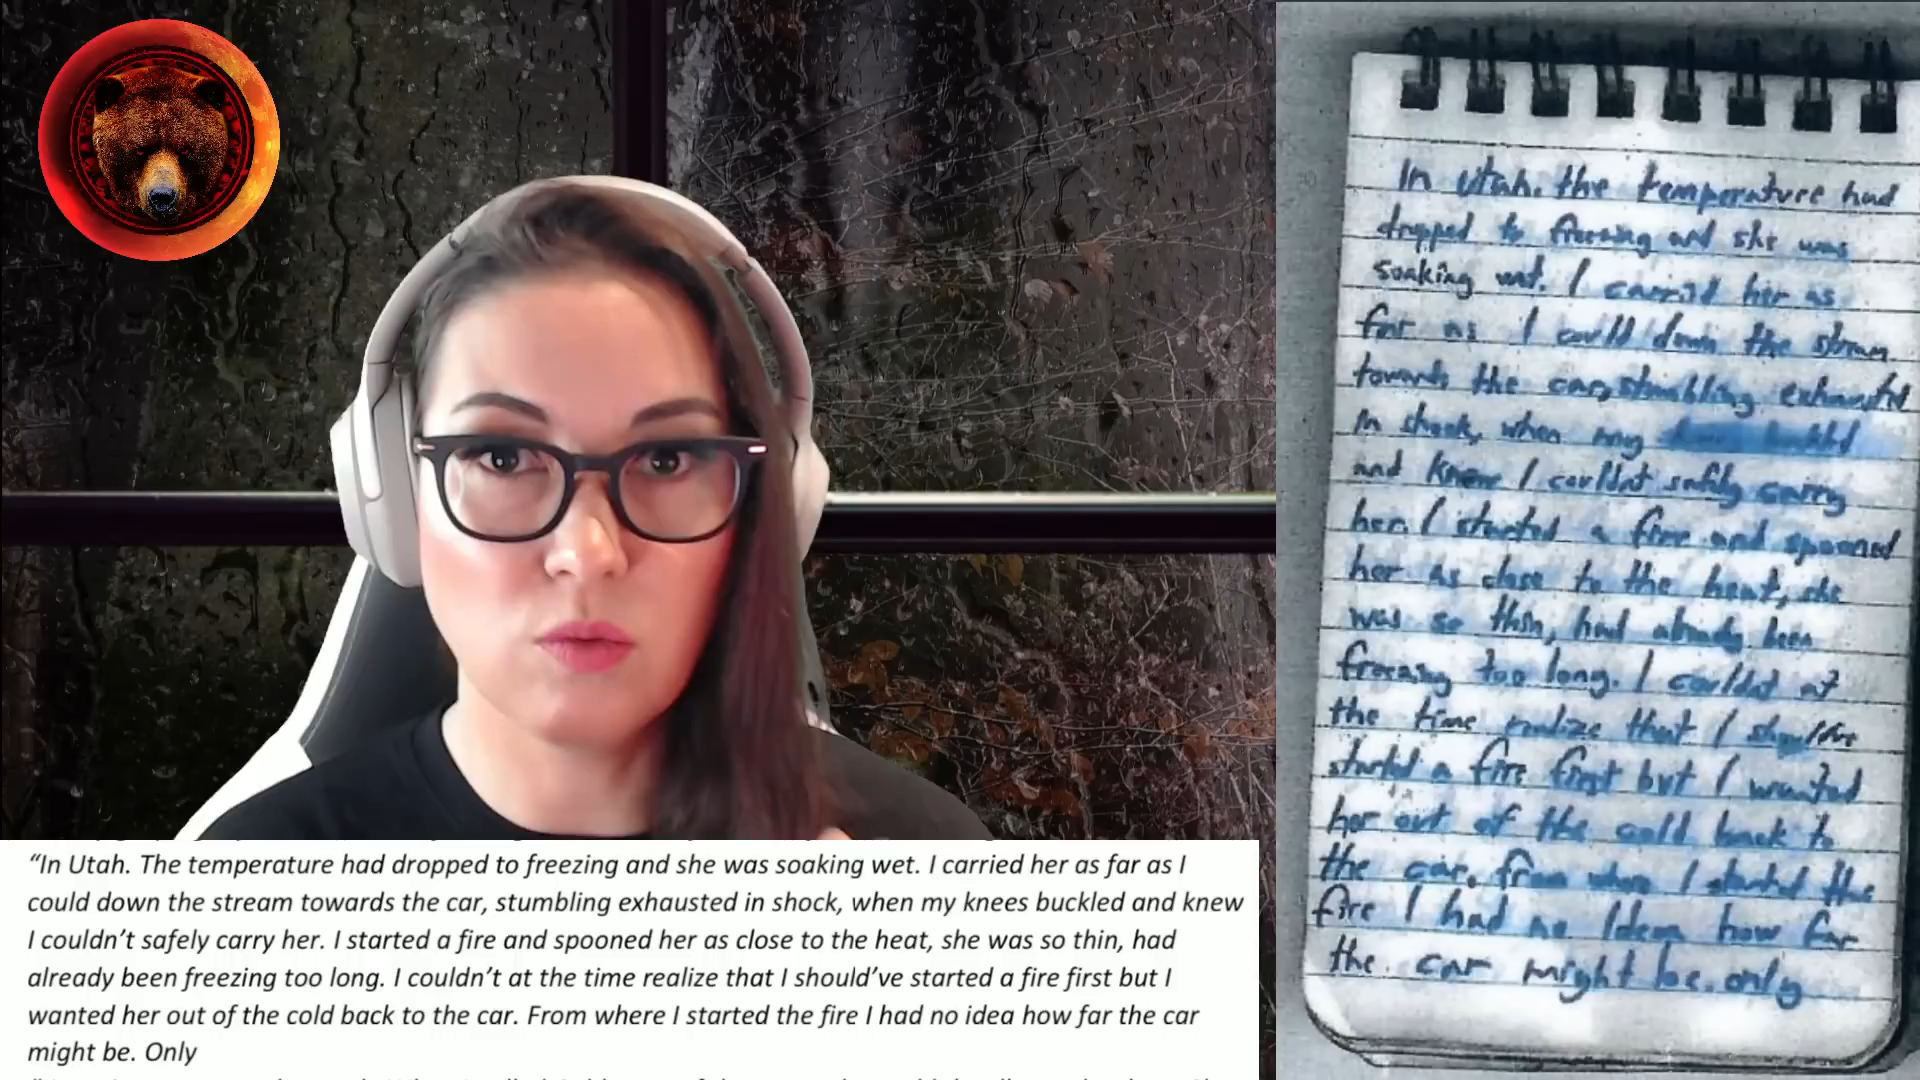 “In Utah. The temperature had dropped to freezing and she was soaking wet. I carried her as far as I
could down the stream towards the car, stumbling exhausted in shock, when my knees buckled and knew
I couldn’t safely carry her. I started a fire and spooned her as close to the heat, she was so thin, had
already been freezing too long. I couldn’t at the time realize that I should’ve started a fire first but I
wanted her out of the cold back to the car. From where I started the fire I had no idea how far the car
might be. Only
In Utah. the temperature had
dropped to freezing and she was
soaking wet. I carried her as
far as I could down the stream
towards the car, stumbling exhausted
in shock, when my
and knew I couldnt safely carry
her. I started a fire and spooned
her as close to the heat, she
was so thin, had already been
freezing too long. I couldnt at
the time realize that I shouldve
started a fire first but I wanted
her out of the cold back to
the car. from where I started the
fire I had no idea how far
the car might be. only